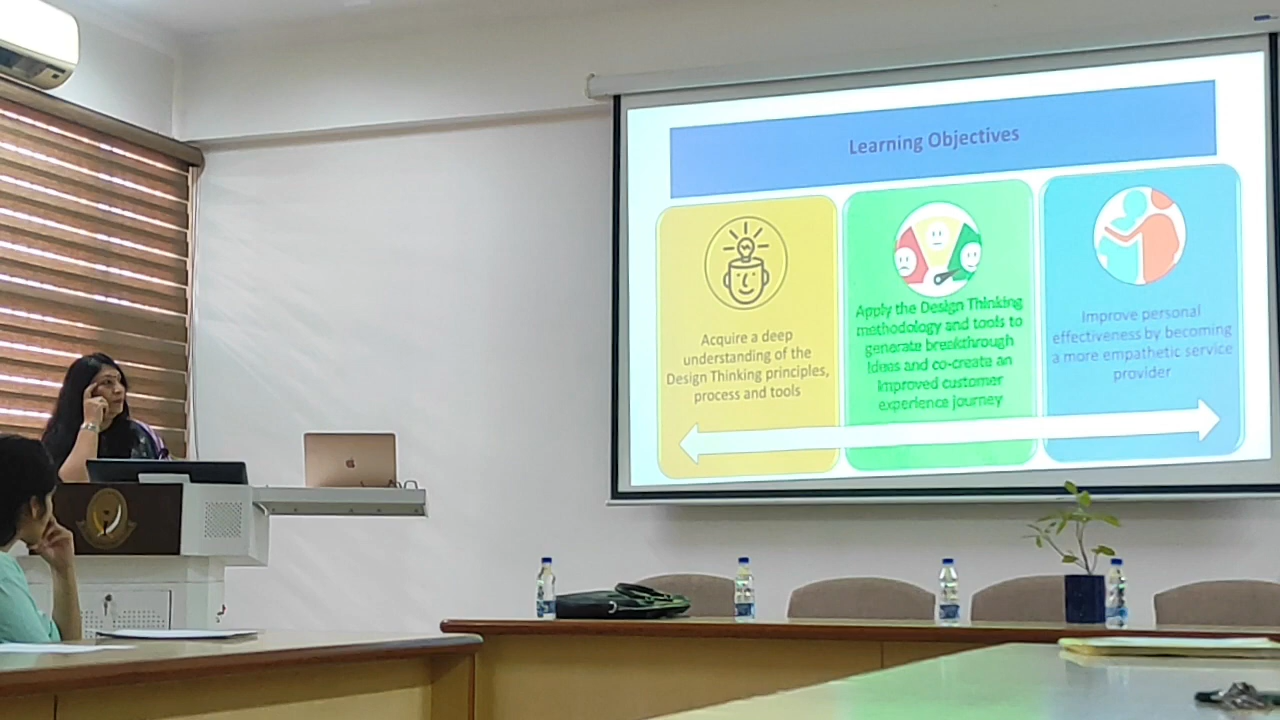 Learning Objectives
Acquire a deep
understanding of the
Design Thinking principles,
process and tools
Apply the Design Thinking
methodology and tools to
generate breakthrough
ideas and co-create an
improved customer
experience journey
Improve personal
effectiveness by becoming
a more empathetic service
provider